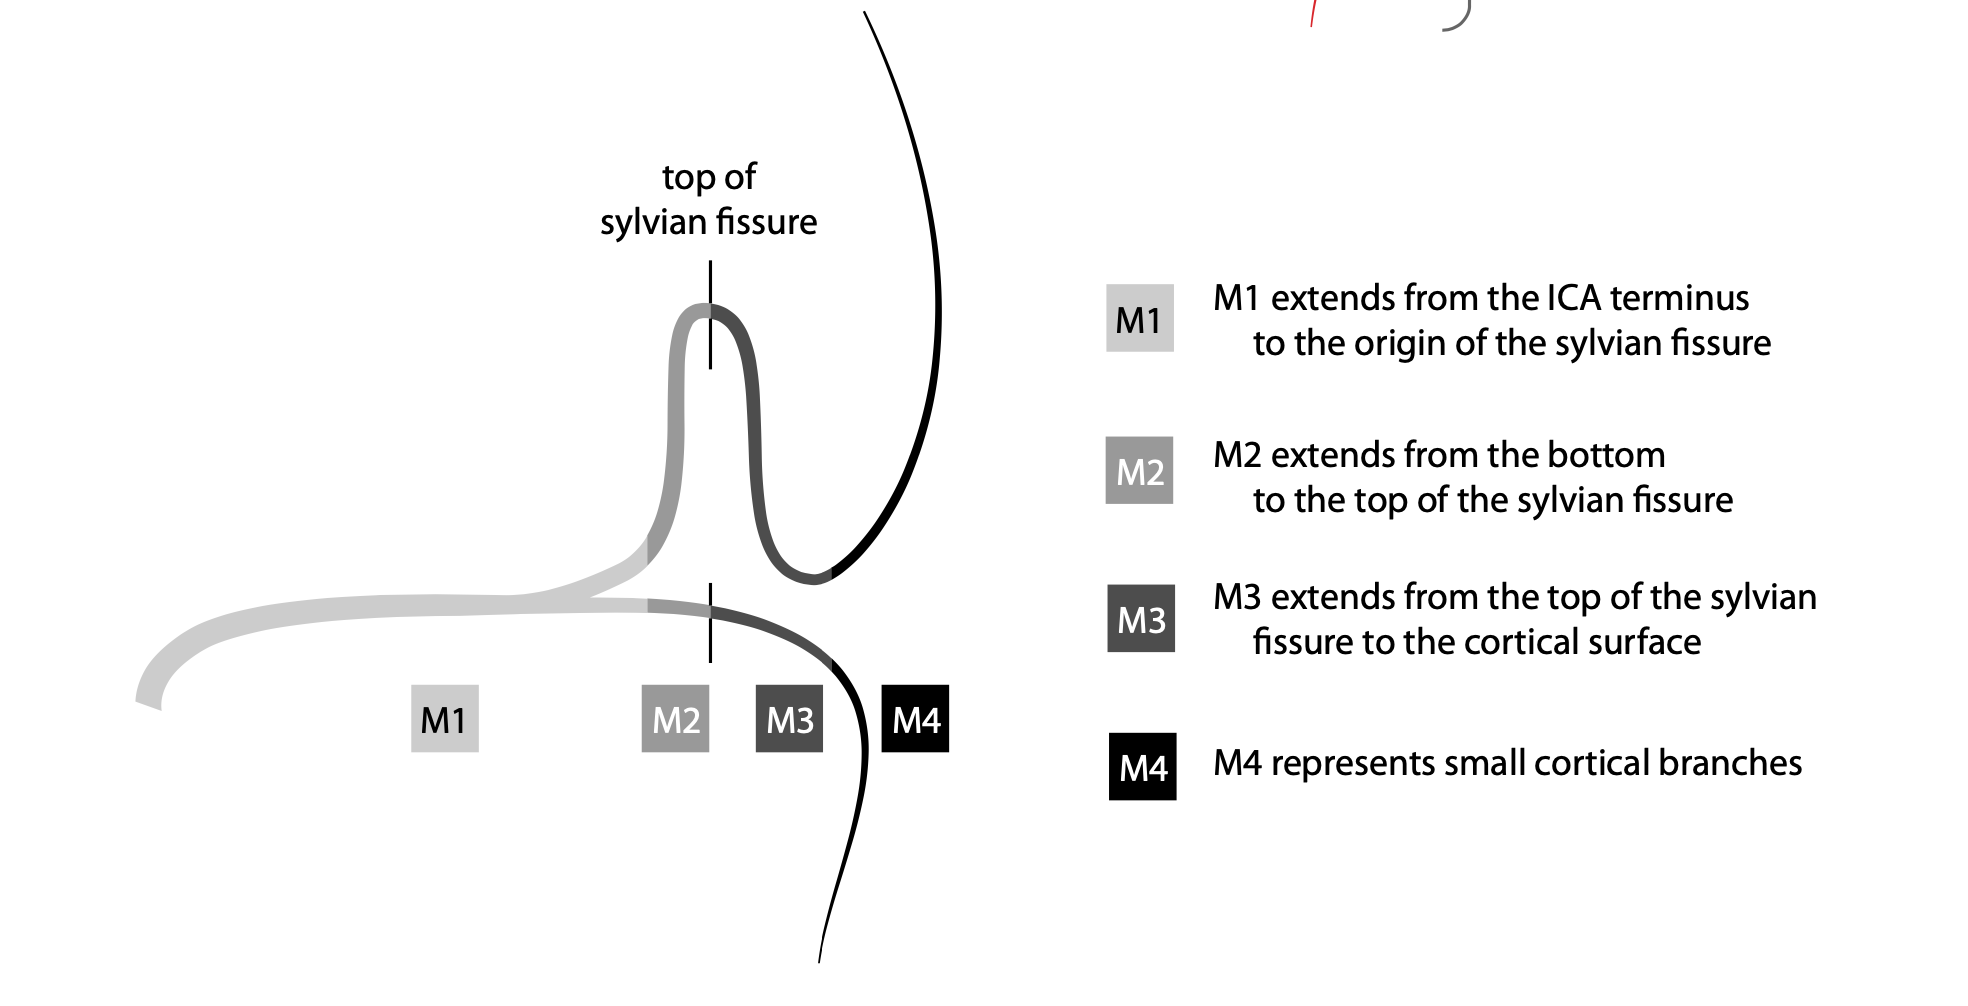 top of
sylvian fissure
M1
M2
M3
M4
M1
M1 extends from the ICA terminus
to the origin of the sylvian fissure
M2
M2 extends from the bottom
to the top of the sylvian fissure
M3
M3 extends from the top of the sylvian
fissure to the cortical surface
M4
M4 represents small cortical branches